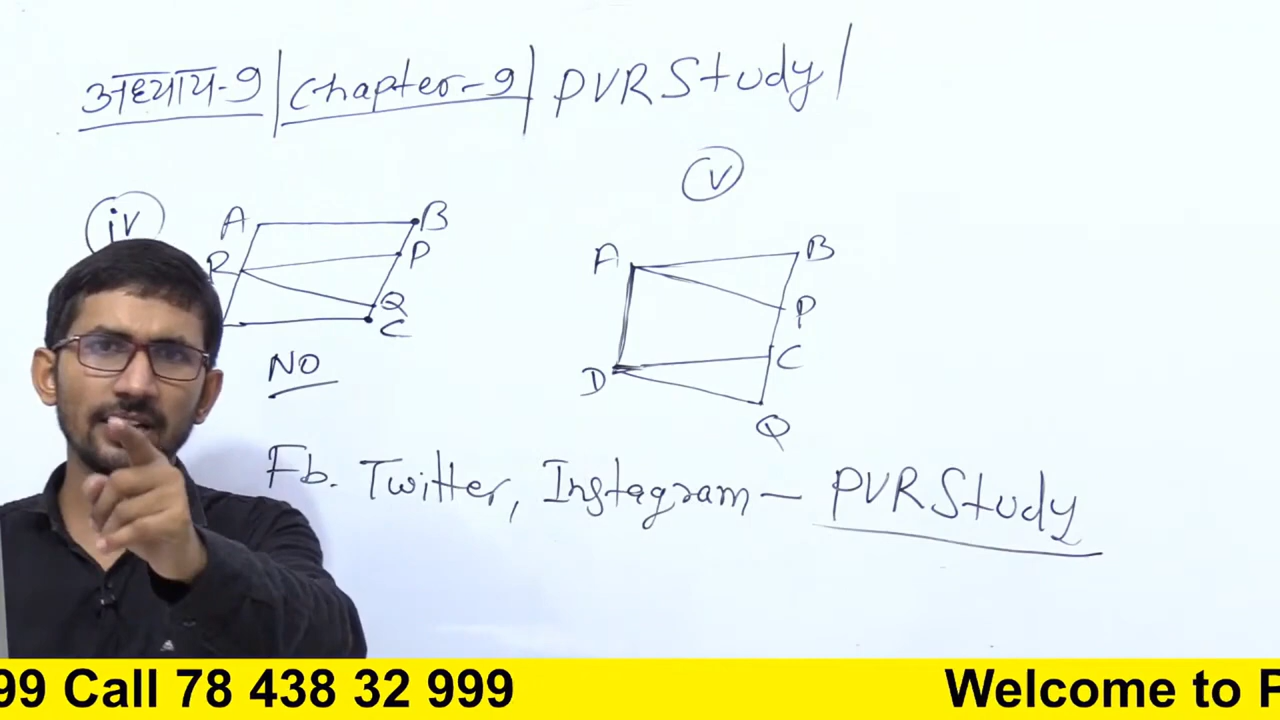 अध्याय-9 | Chapter-9 | PVR Study |
iv
A B
R P
Q
C
NO
v
A B
P
D C
Q
Fb. Twitter, Instagram - PVR Study
99 Call 78 438 32 999 Welcome to P